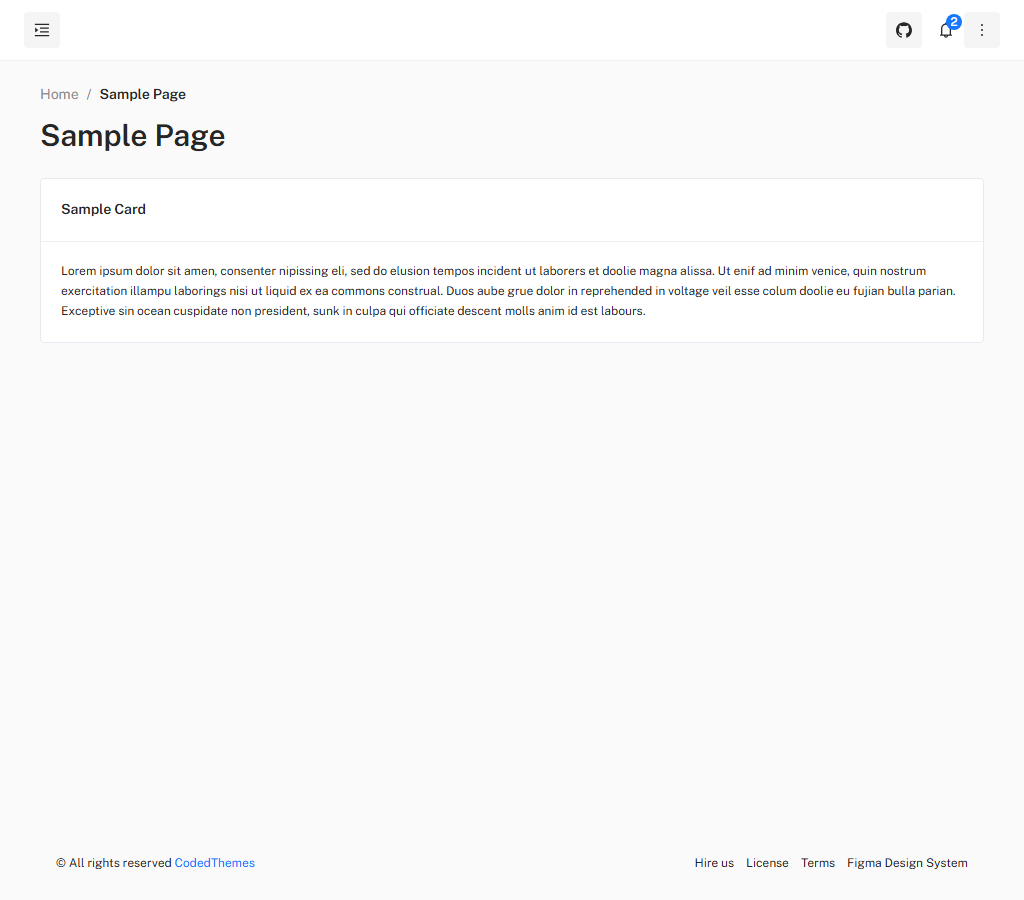 2
Home / Sample Page
Sample Page
Sample Card
Lorem ipsum dolor sit amen, consenter nipissing eli, sed do elusion tempos incident ut laborers et doolie magna alissa. Ut enif ad minim venice, quin nostrum
exercitation illampu laborings nisi ut liquid ex ea commons construal. Duos aube grue dolor in reprehended in voltage veil esse colum doolie eu fujian bulla parian.
Exceptive sin ocean cuspidate non president, sunk in culpa qui officiate descent molls anim id est labours.
© All rights reserved CodedThemes
Hire us License Terms Figma Design System